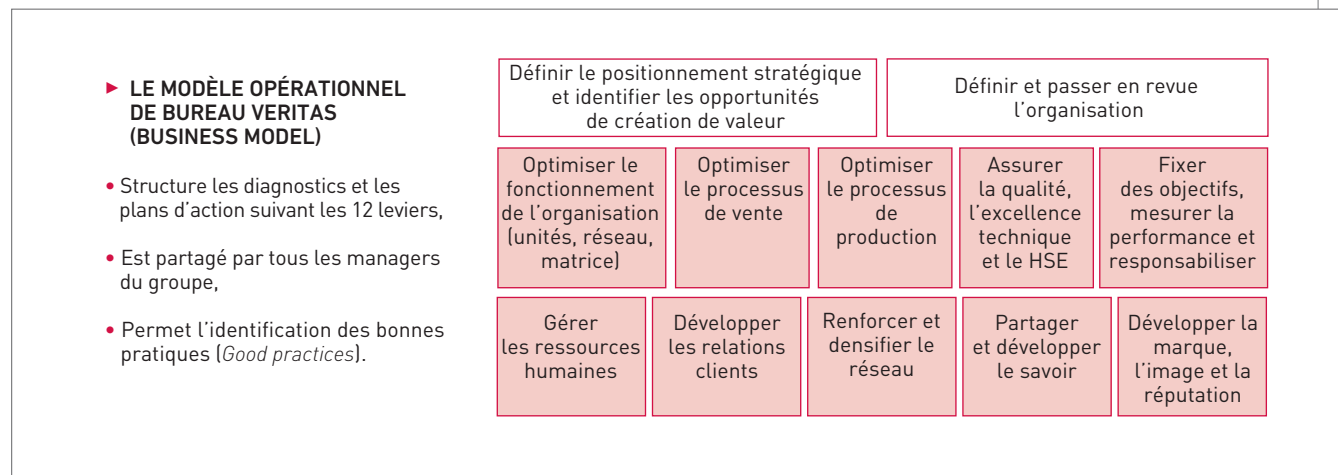 ► LE MODÈLE OPÉRATIONNEL
DE BUREAU VERITAS
(BUSINESS MODEL)
• Structure les diagnostics et les
plans d'action suivant les 12 leviers,
• Est partagé par tous les managers
du groupe,
• Permet l'identification des bonnes
pratiques (Good practices).
Définir le positionnement stratégique
et identifier les opportunités
de création de valeur
Définir et passer en revue
l'organisation
Optimiser le
fonctionnement
de l'organisation
(unités, réseau,
matrice)
Optimiser
le processus
de vente
Optimiser
le processus
de
production
Assurer
la qualité,
l'excellence
technique
et le HSE
Fixer
des objectifs,
mesurer la
performance et
responsabiliser
Gérer
les ressources
humaines
Développer
les relations
clients
Renforcer et
densifier le
réseau
Partager
et développer
le savoir
Développer la
marque,
l'image et la
réputation